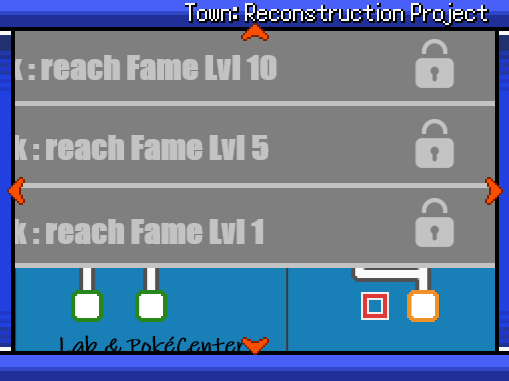 Town: Reconstruction Project
k : reach Fame Lvl 10
k : reach Fame Lvl 5
k : reach Fame Lvl 1
Lab & PokéCenter